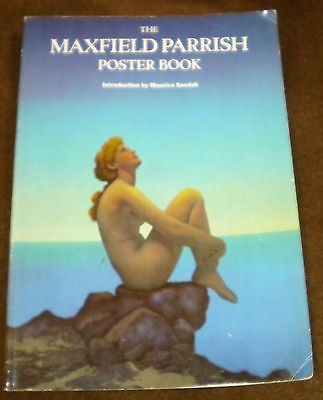 THE
MAXFIELD PARRISH
POSTER BOOK
Introduction by Maurice Sendak